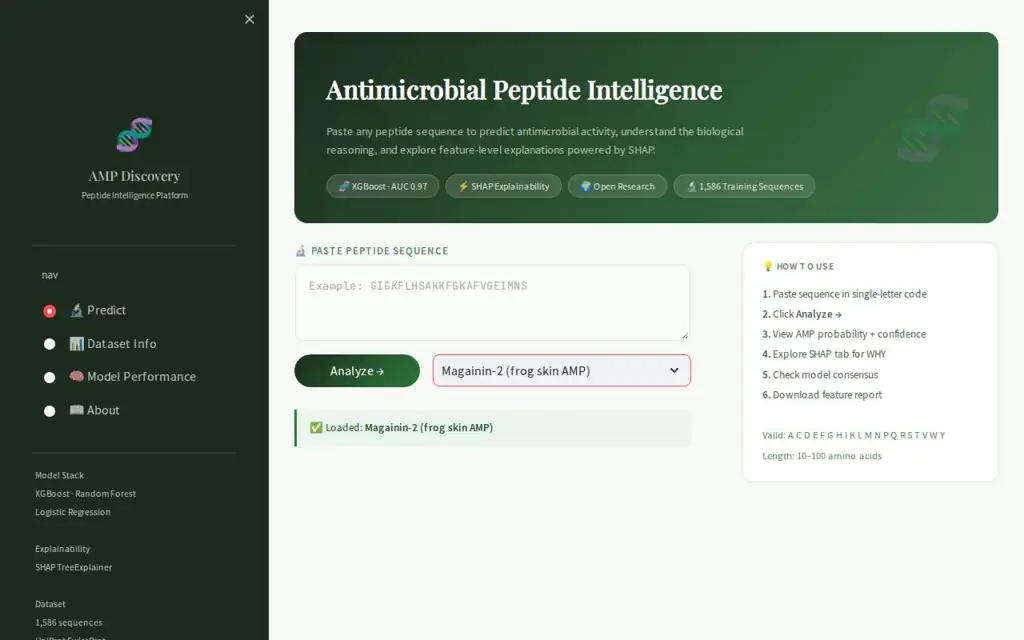 AMP Discovery
Peptide Intelligence Platform
nav
Predict
Dataset Info
Model Performance
About
Model Stack
XGBoost · Random Forest
Logistic Regression
Explainability
SHAP TreeExplainer
Dataset
1,586 sequences
UniProt SwissProt
Antimicrobial Peptide Intelligence
Paste any peptide sequence to predict antimicrobial activity, understand the biological
reasoning, and explore feature-level explanations powered by SHAP.
XGBoost · AUC 0.97
SHAP Explainability
Open Research
1,586 Training Sequences
PASTE PEPTIDE SEQUENCE
Example: GIGKFLHSAKKFGKAFVGEIMNS
Analyze →
Magainin-2 (frog skin AMP)
Loaded: Magainin-2 (frog skin AMP)
HOW TO USE
1. Paste sequence in single-letter code
2. Click Analyze →
3. View AMP probability + confidence
4. Explore SHAP tab for WHY
5. Check model consensus
6. Download feature report
Valid: A C D E F G H I K L M N P Q R S T V W Y
Length: 10–100 amino acids